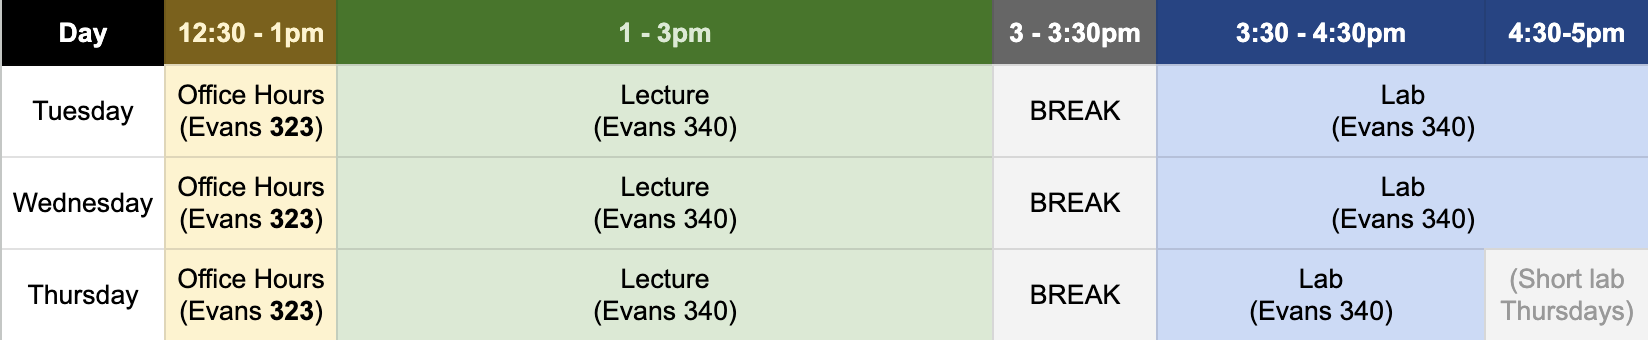 Day 12:30 - 1pm 1 - 3pm 3 - 3:30pm 3:30 - 4:30pm 4:30-5pm
Tuesday
Office Hours
(Evans 323)
Lecture
(Evans 340)
BREAK
Lab
(Evans 340)
Wednesday
Office Hours
(Evans 323)
Lecture
(Evans 340)
BREAK
Lab
(Evans 340)
Thursday
Office Hours
(Evans 323)
Lecture
(Evans 340)
BREAK
Lab
(Evans 340)
(Short lab
Thursdays)